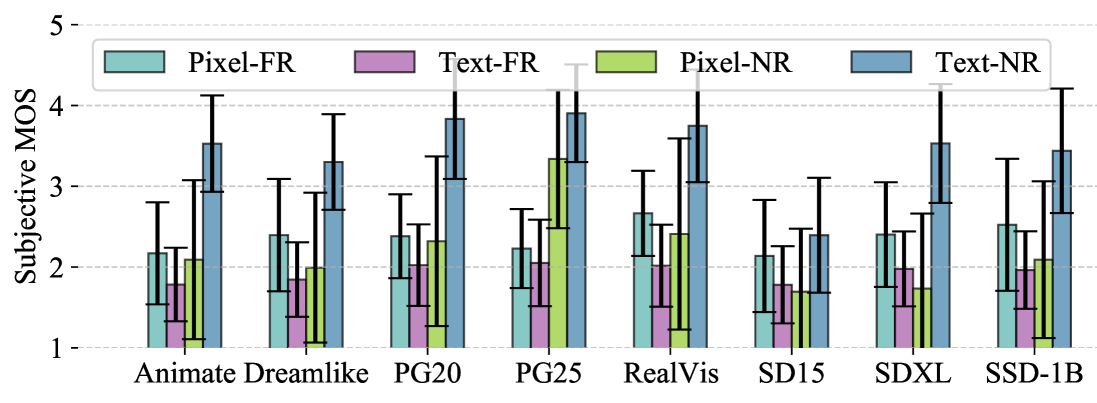 5
Pixel-FR Text-FR Pixel-NR Text-NR
4
3
2
1
Subjective MOS
Animate Dreamlike PG20 PG25 RealVis SD15 SDXL SSD-1B